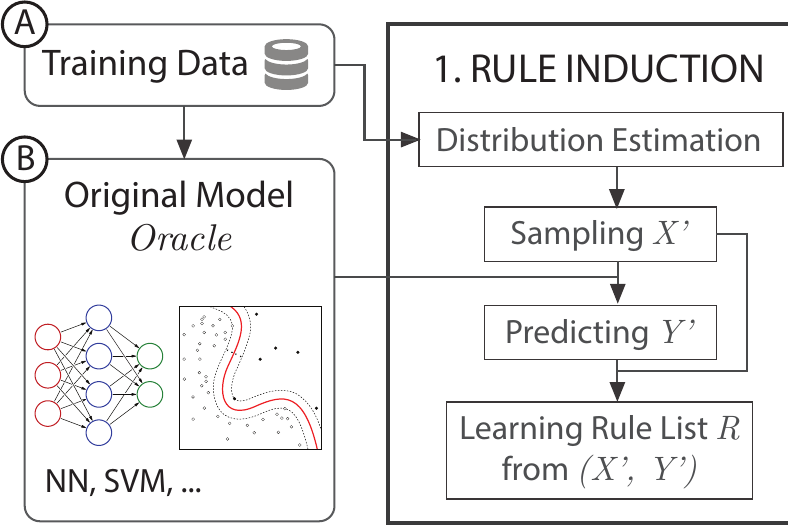 A
Training Data
B
Original Model
Oracle
NN, SVM, ...
1. RULE INDUCTION
Distribution Estimation
Sampling X'
Predicting Y'
Learning Rule List R
from (X', Y')